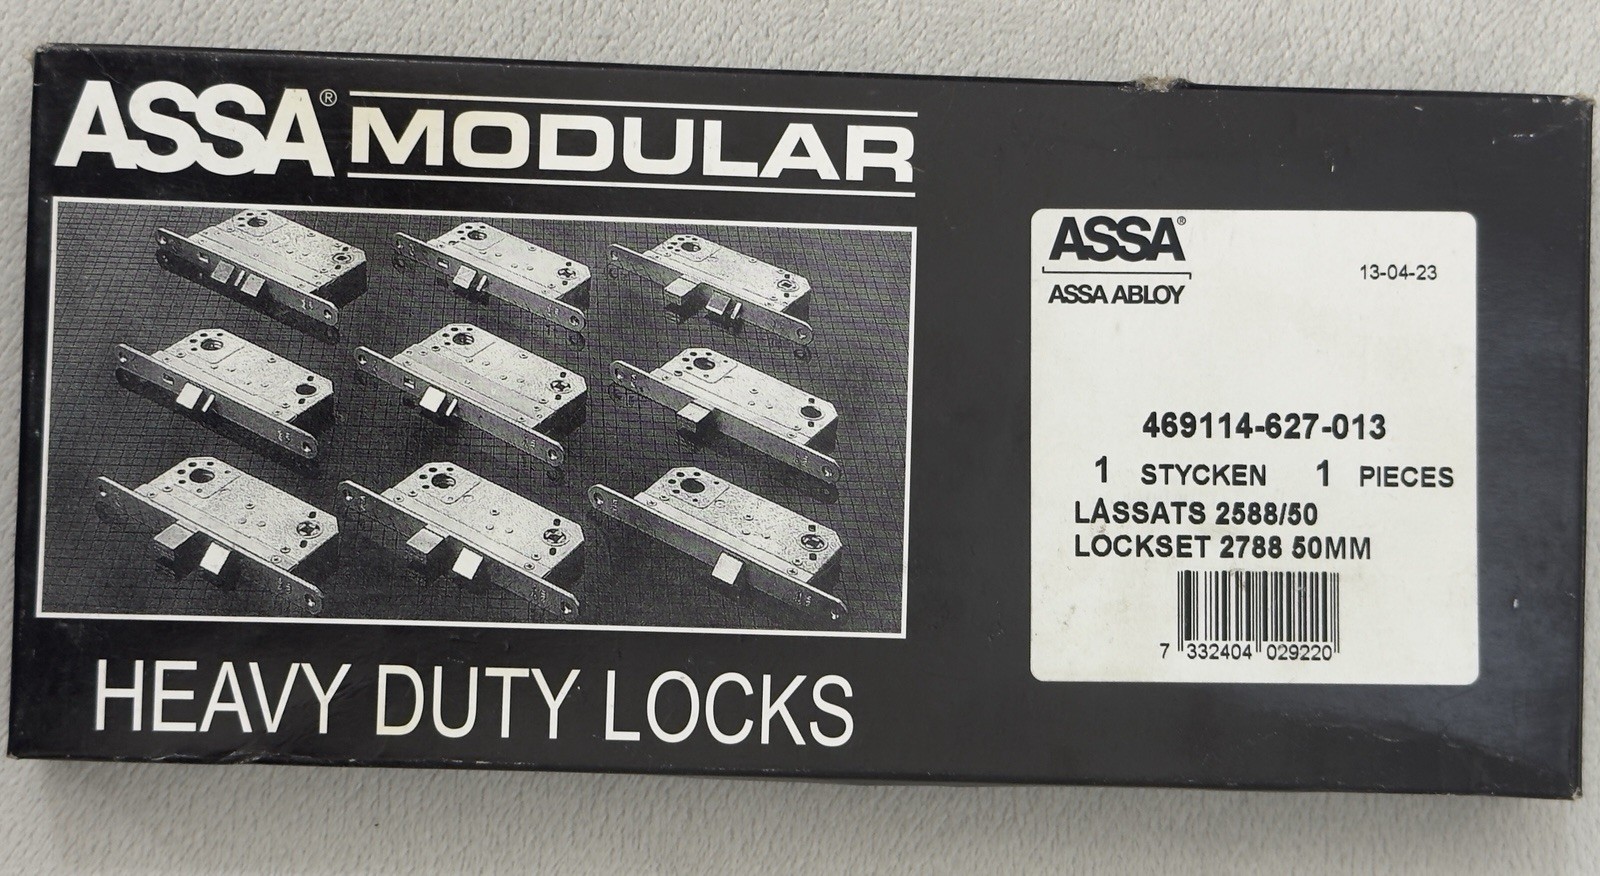 ASSA® MODULAR
HEAVY DUTY LOCKS
ASSA®
ASSA ABLOY
13-04-23
469114-627-013
1 STYCKEN 1 PIECES
LÅSSATS 2588/50
LOCKSET 2788 50MM
7 332404 029220